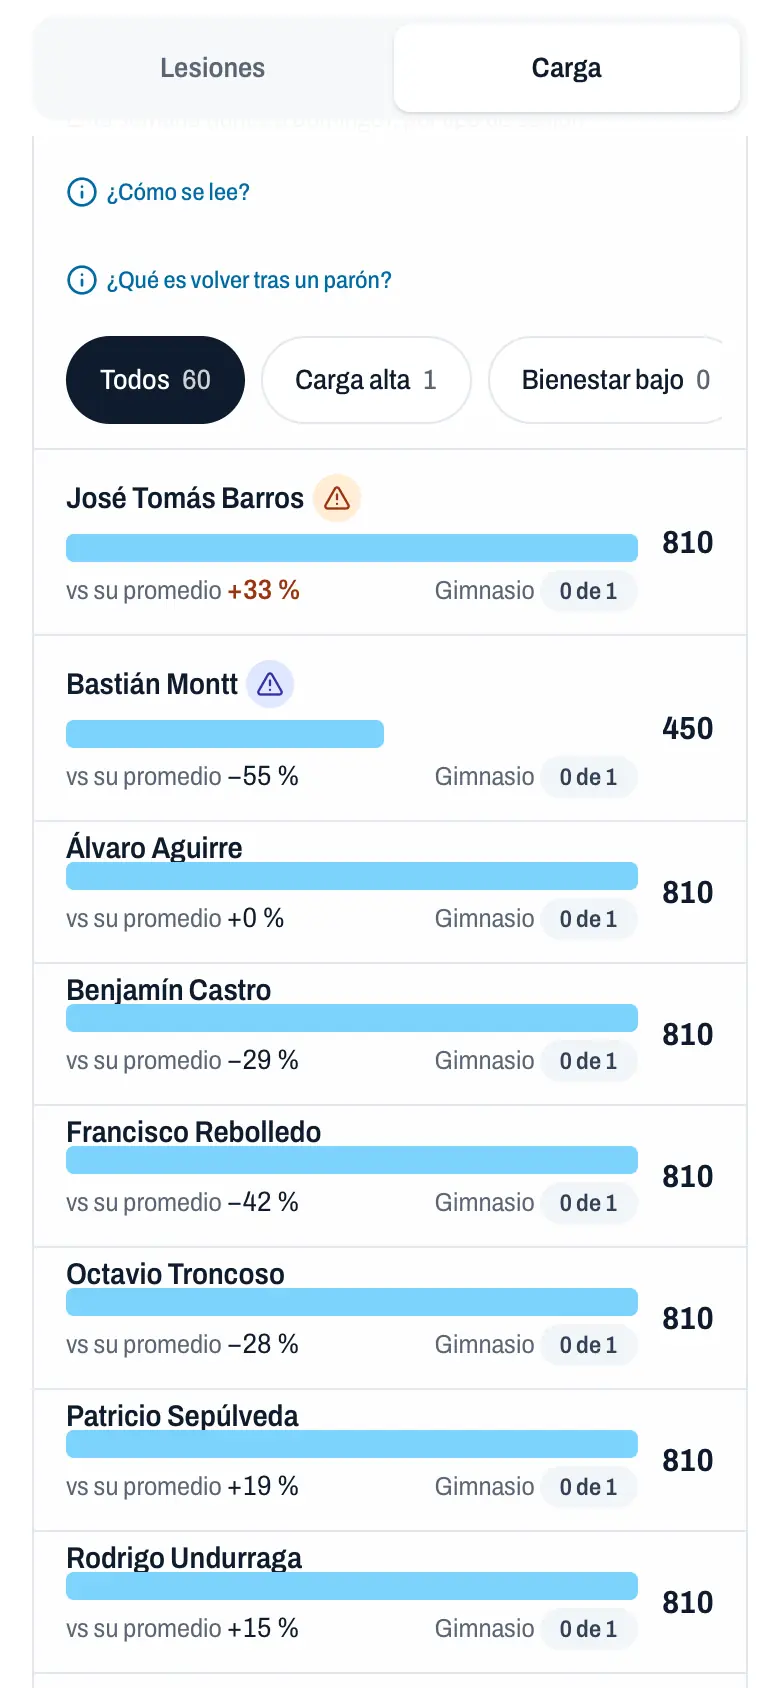 Lesiones
Carga
¿Cómo se lee?
¿Qué es volver tras un parón?
Todos 60
Carga alta 1
Bienestar bajo 0
José Tomás Barros
810
vs su promedio +33 %
Gimnasio 0 de 1
Bastián Montt
450
vs su promedio −55 %
Gimnasio 0 de 1
Álvaro Aguirre
810
vs su promedio +0 %
Gimnasio 0 de 1
Benjamín Castro
810
vs su promedio −29 %
Gimnasio 0 de 1
Francisco Rebolledo
810
vs su promedio −42 %
Gimnasio 0 de 1
Octavio Troncoso
810
vs su promedio −28 %
Gimnasio 0 de 1
Patricio Sepúlveda
810
vs su promedio +19 %
Gimnasio 0 de 1
Rodrigo Undurraga
810
vs su promedio +15 %
Gimnasio 0 de 1